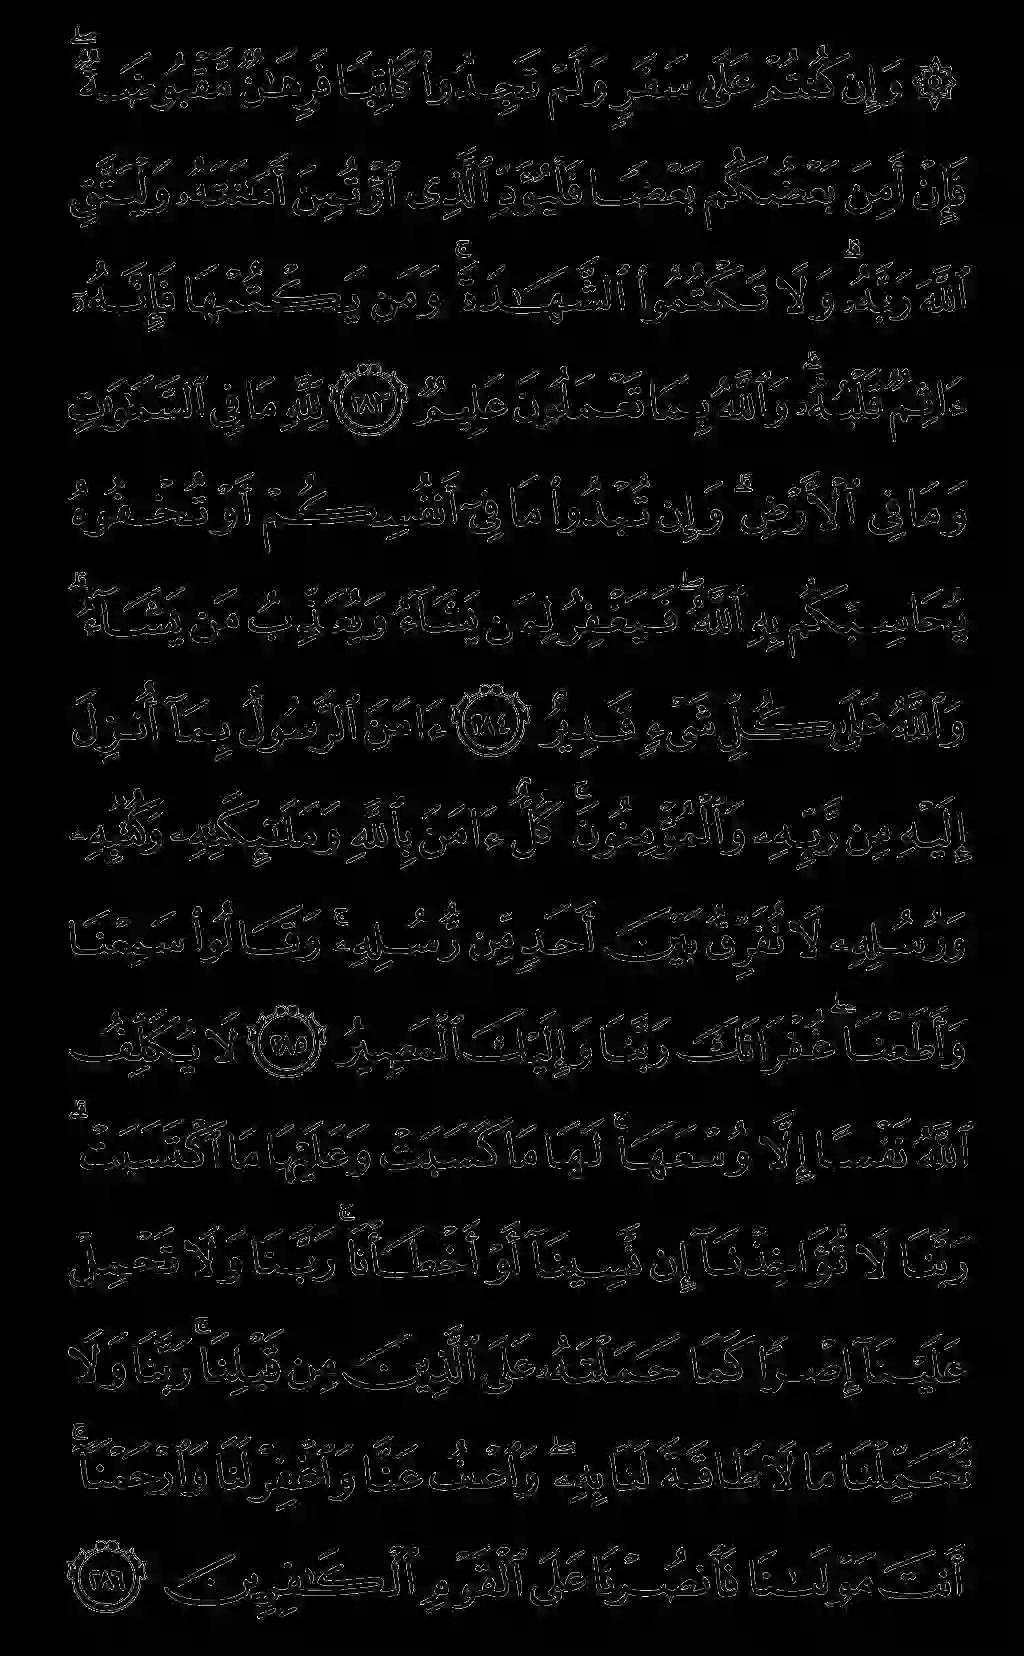 ۞ وَإِن كُنتُمْ عَلَىٰ سَفَرٍ وَلَمْ تَجِدُوا۟ كَاتِبًا فَرِهَـٰنٌ مَّقْبُوضَةٌ ۖ
فَإِنْ أَمِنَ بَعْضُكُم بَعْضًا فَلْيُؤَدِّ ٱلَّذِى ٱؤْتُمِنَ أَمَـٰنَتَهُۥ وَلْيَتَّقِ
ٱللَّهَ رَبَّهُۥ ۗ وَلَا تَكْتُمُوا۟ ٱلشَّهَـٰدَةَ ۚ وَمَن يَكْتُمْهَا فَإِنَّهُۥٓ
ءَاثِمٌ قَلْبُهُۥ ۗ وَٱللَّهُ بِمَا تَعْمَلُونَ عَلِيمٌ ٢٨٣ لِّلَّهِ مَا فِى ٱلسَّمَـٰوَٰتِ
وَمَا فِى ٱلْأَرْضِ ۗ وَإِن تُبْدُوا۟ مَا فِىٓ أَنفُسِكُمْ أَوْ تُخْفُوهُ
يُحَاسِبْكُم بِهِ ٱللَّهُ ۖ فَيَغْفِرُ لِمَن يَشَآءُ وَيُعَذِّبُ مَن يَشَآءُ ۗ
وَٱللَّهُ عَلَىٰ كُلِّ شَىْءٍ قَدِيرٌ ٢٨٤ ءَامَنَ ٱلرَّسُولُ بِمَآ أُنزِلَ
إِلَيْهِ مِن رَّبِّهِۦ وَٱلْمُؤْمِنُونَ ۚ كُلٌّ ءَامَنَ بِٱللَّهِ وَمَلَـٰٓئِكَتِهِۦ وَكُتُبِهِۦ
وَرُسُلِهِۦ لَا نُفَرِّقُ بَيْنَ أَحَدٍ مِّن رُّسُلِهِۦ ۚ وَقَالُوا۟ سَمِعْنَا
وَأَطَعْنَا ۖ غُفْرَانَكَ رَبَّنَا وَإِلَيْكَ ٱلْمَصِيرُ ٢٨٥ لَا يُكَلِّفُ
ٱللَّهُ نَفْسًا إِلَّا وُسْعَهَا ۚ لَهَا مَا كَسَبَتْ وَعَلَيْهَا مَا ٱكْتَسَبَتْ ۗ
رَبَّنَا لَا تُؤَاخِذْنَآ إِن نَّسِينَآ أَوْ أَخْطَأْنَا ۚ رَبَّنَا وَلَا تَحْمِلْ
عَلَيْنَآ إِصْرًا كَمَا حَمَلْتَهُۥ عَلَى ٱلَّذِينَ مِن قَبْلِنَا ۚ رَبَّنَا وَلَا
تُحَمِّلْنَا مَا لَا طَاقَةَ لَنَا بِهِۦ ۖ وَٱعْفُ عَنَّا وَٱغْفِرْ لَنَا وَٱرْحَمْنَآ ۚ
أَنتَ مَوْلَىٰنَا فَٱنصُرْنَا عَلَى ٱلْقَوْمِ ٱلْكَـٰفِرِينَ ٢٨٦